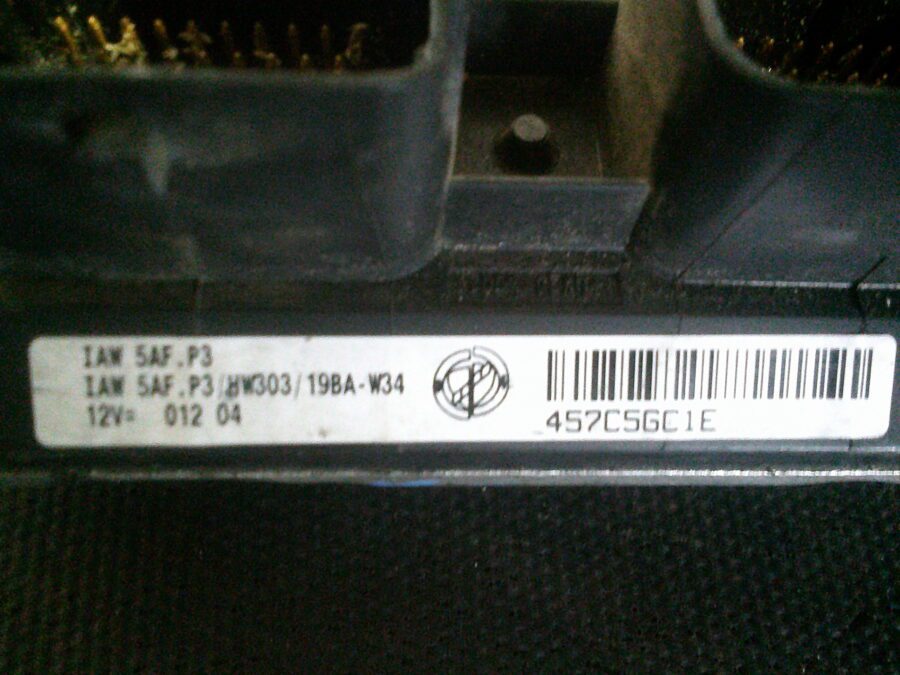 IAW 5AF.P3
IAW 5AF.P3/HW303/19BA-W34
12V= 012 04
457C5GC1E